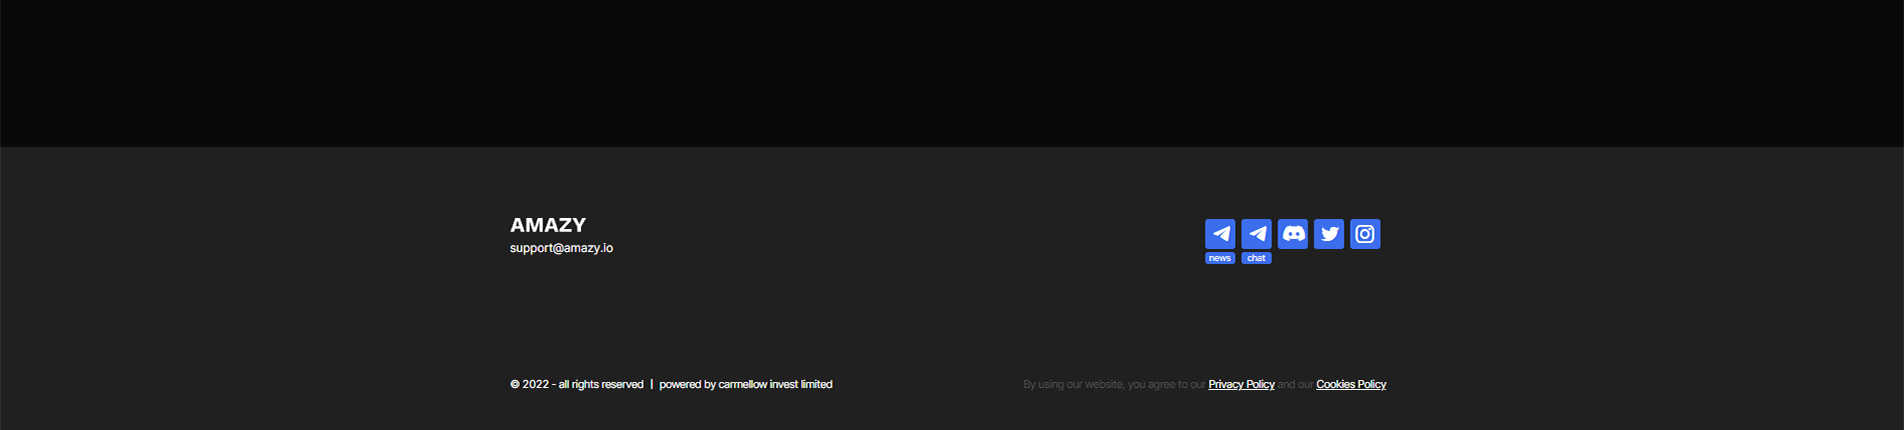 AMAZY
support@amazy.io
news
chat
© 2022 - all rights reserved | powered by carmellow invest limited
By using our website, you agree to our Privacy Policy and our Cookies Policy